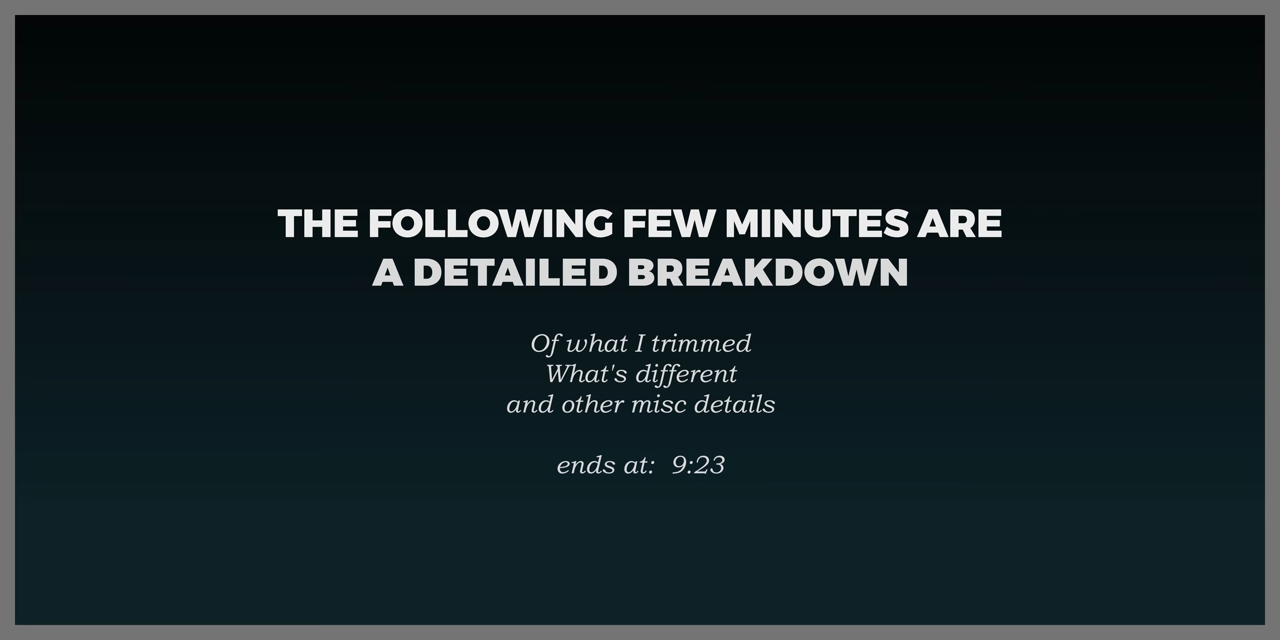 THE FOLLOWING FEW MINUTES ARE
A DETAILED BREAKDOWN
Of what I trimmed
What's different
and other misc details
ends at:  9:23